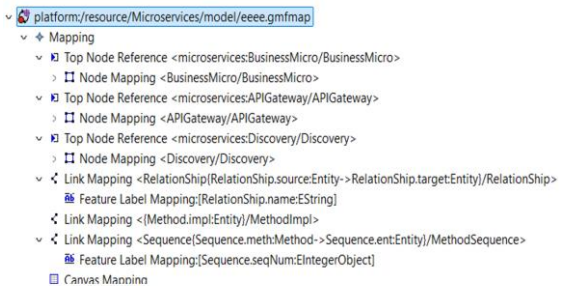 platform:/resource/Microservices/model/eeee.gmfmap
Mapping
Top Node Reference <microservices:BusinessMicro/BusinessMicro>
Node Mapping <BusinessMicro/BusinessMicro>
Top Node Reference <microservices:APIGateway/APIGateway>
Node Mapping <APIGateway/APIGateway>
Top Node Reference <microservices:Discovery/Discovery>
Node Mapping <Discovery/Discovery>
Link Mapping <RelationShip{RelationShip.source:Entity->RelationShip.target:Entity}/RelationShip>
Feature Label Mapping:[RelationShip.name:EString]
Link Mapping <{Method.impl:Entity}/MethodImpl>
Link Mapping <Sequence{Sequence.meth:Method->Sequence.ent:Entity}/MethodSequence>
Feature Label Mapping:[Sequence.seqNum:EIntegerObject]
Canvas Mapping